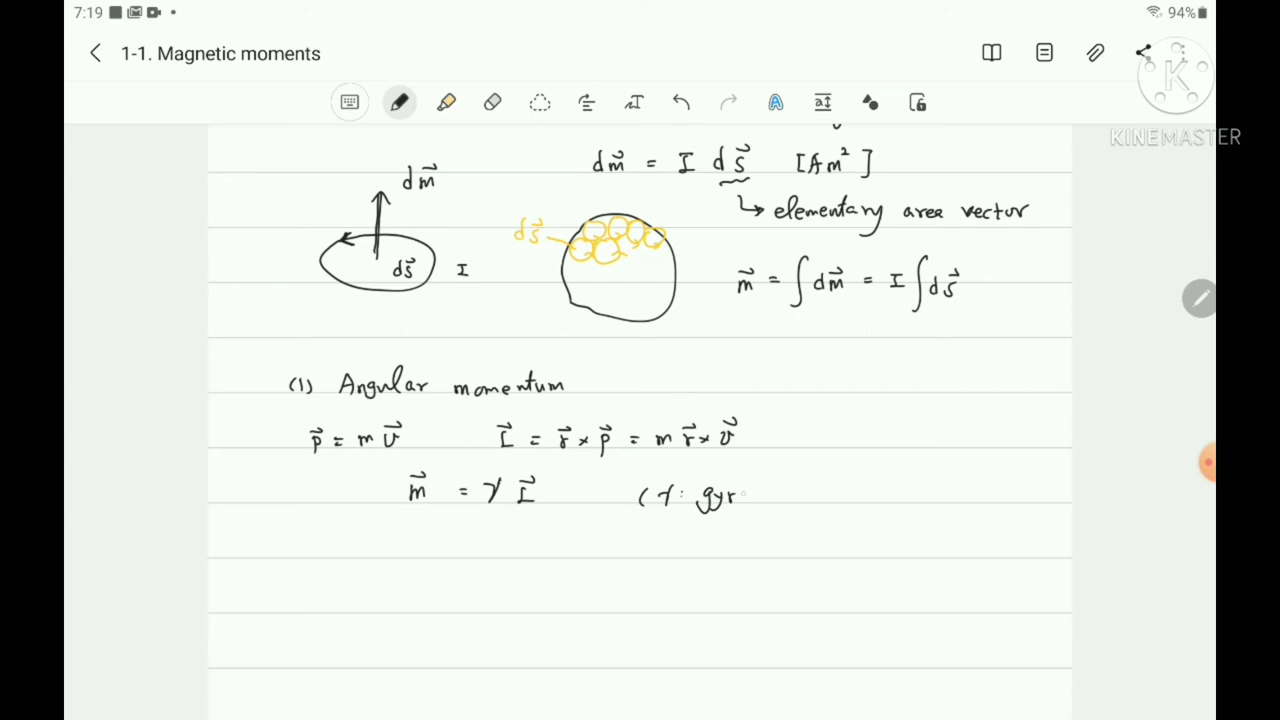 7:19
94%
1-1. Magnetic moments
KINEMASTER
dm⃗ = I ds⃗ [Am²]
↳ elementary area vector
dm⃗
ds⃗ I
ds⃗
m⃗ = ∫dm⃗ = I ∫ds⃗
(1) Angular momentum
p⃗ = m v⃗ L⃗ = r⃗ × p⃗ = m r⃗ × v⃗
m⃗ = γ L⃗ (γ: gyr